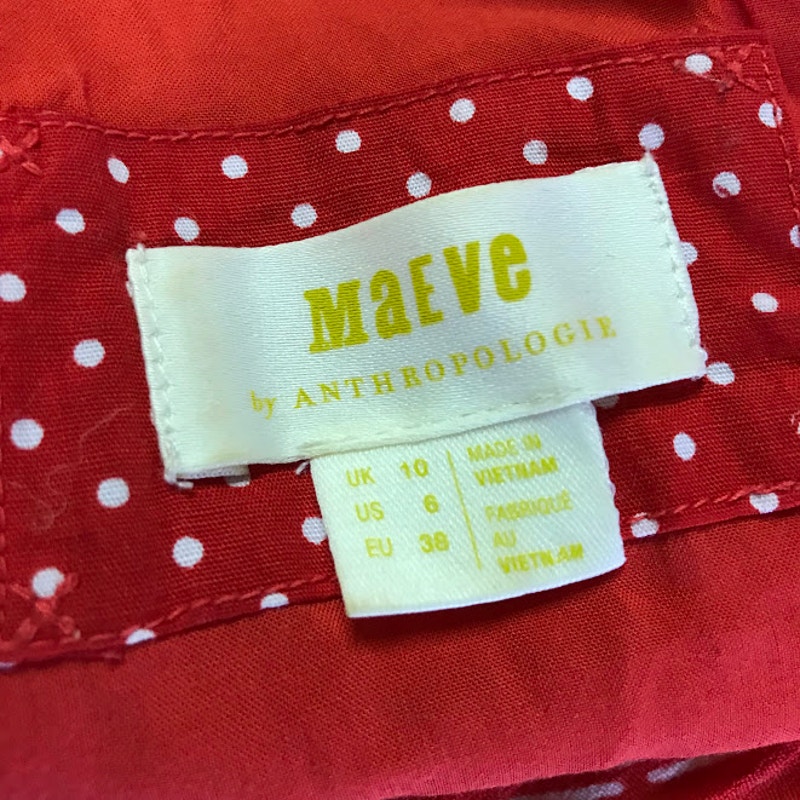 MaEVe
by ANTHROPOLOGIE
UK 10
US 6
EU 38
MADE IN
VIETNAM
FABRIQUÉ
AU
VIETNAM